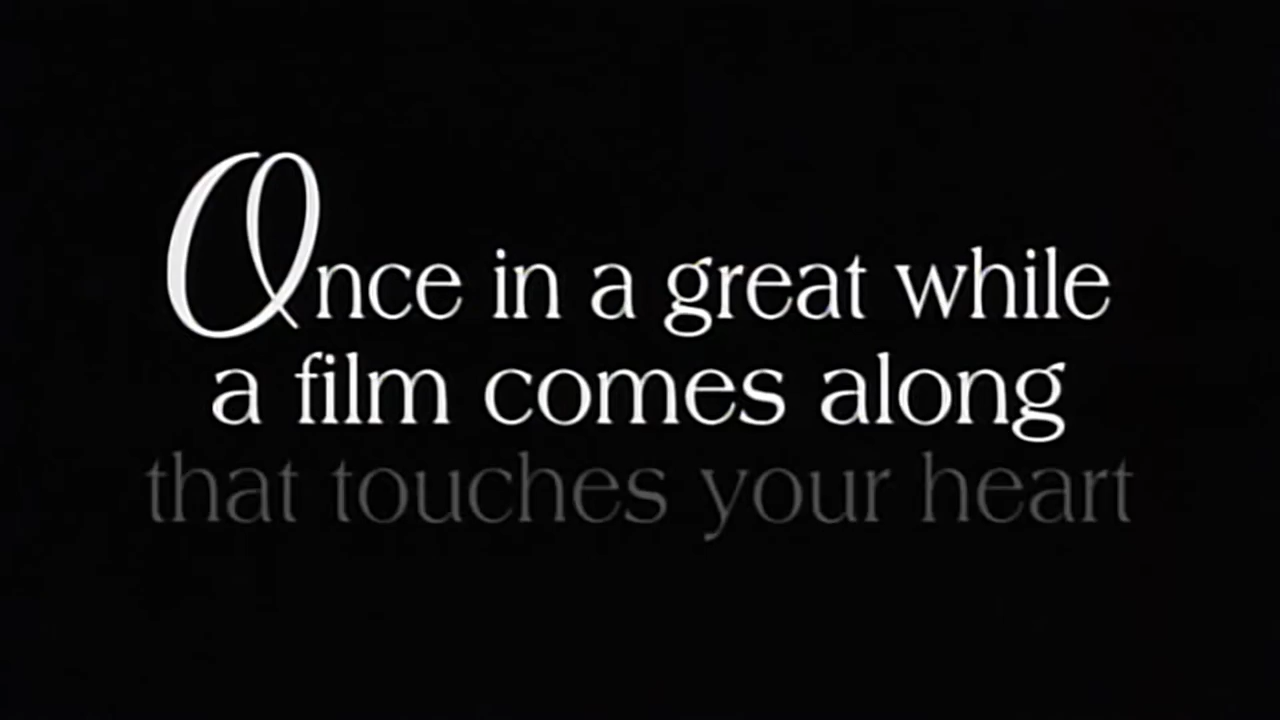 Once in a great while
a film comes along
that touches your heart